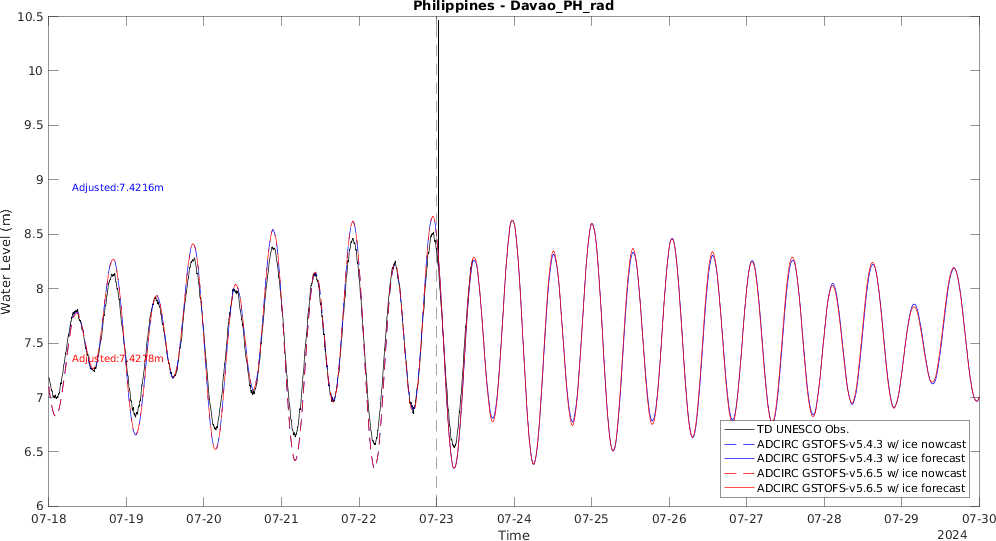 Philippines - Davao_PH_rad
10.5
10
9.5
9
8.5
8
7.5
7
6.5
6
Water Level (m)
Adjusted:7.4216m
Adjusted:7.4278m
TD UNESCO Obs.
ADCIRC GSTOFS-v5.4.3 w/ ice nowcast
ADCIRC GSTOFS-v5.4.3 w/ ice forecast
ADCIRC GSTOFS-v5.6.5 w/ ice nowcast
ADCIRC GSTOFS-v5.6.5 w/ ice forecast
07-18 07-19 07-20 07-21 07-22 07-23 07-24 07-25 07-26 07-27 07-28 07-29 07-30
Time
2024